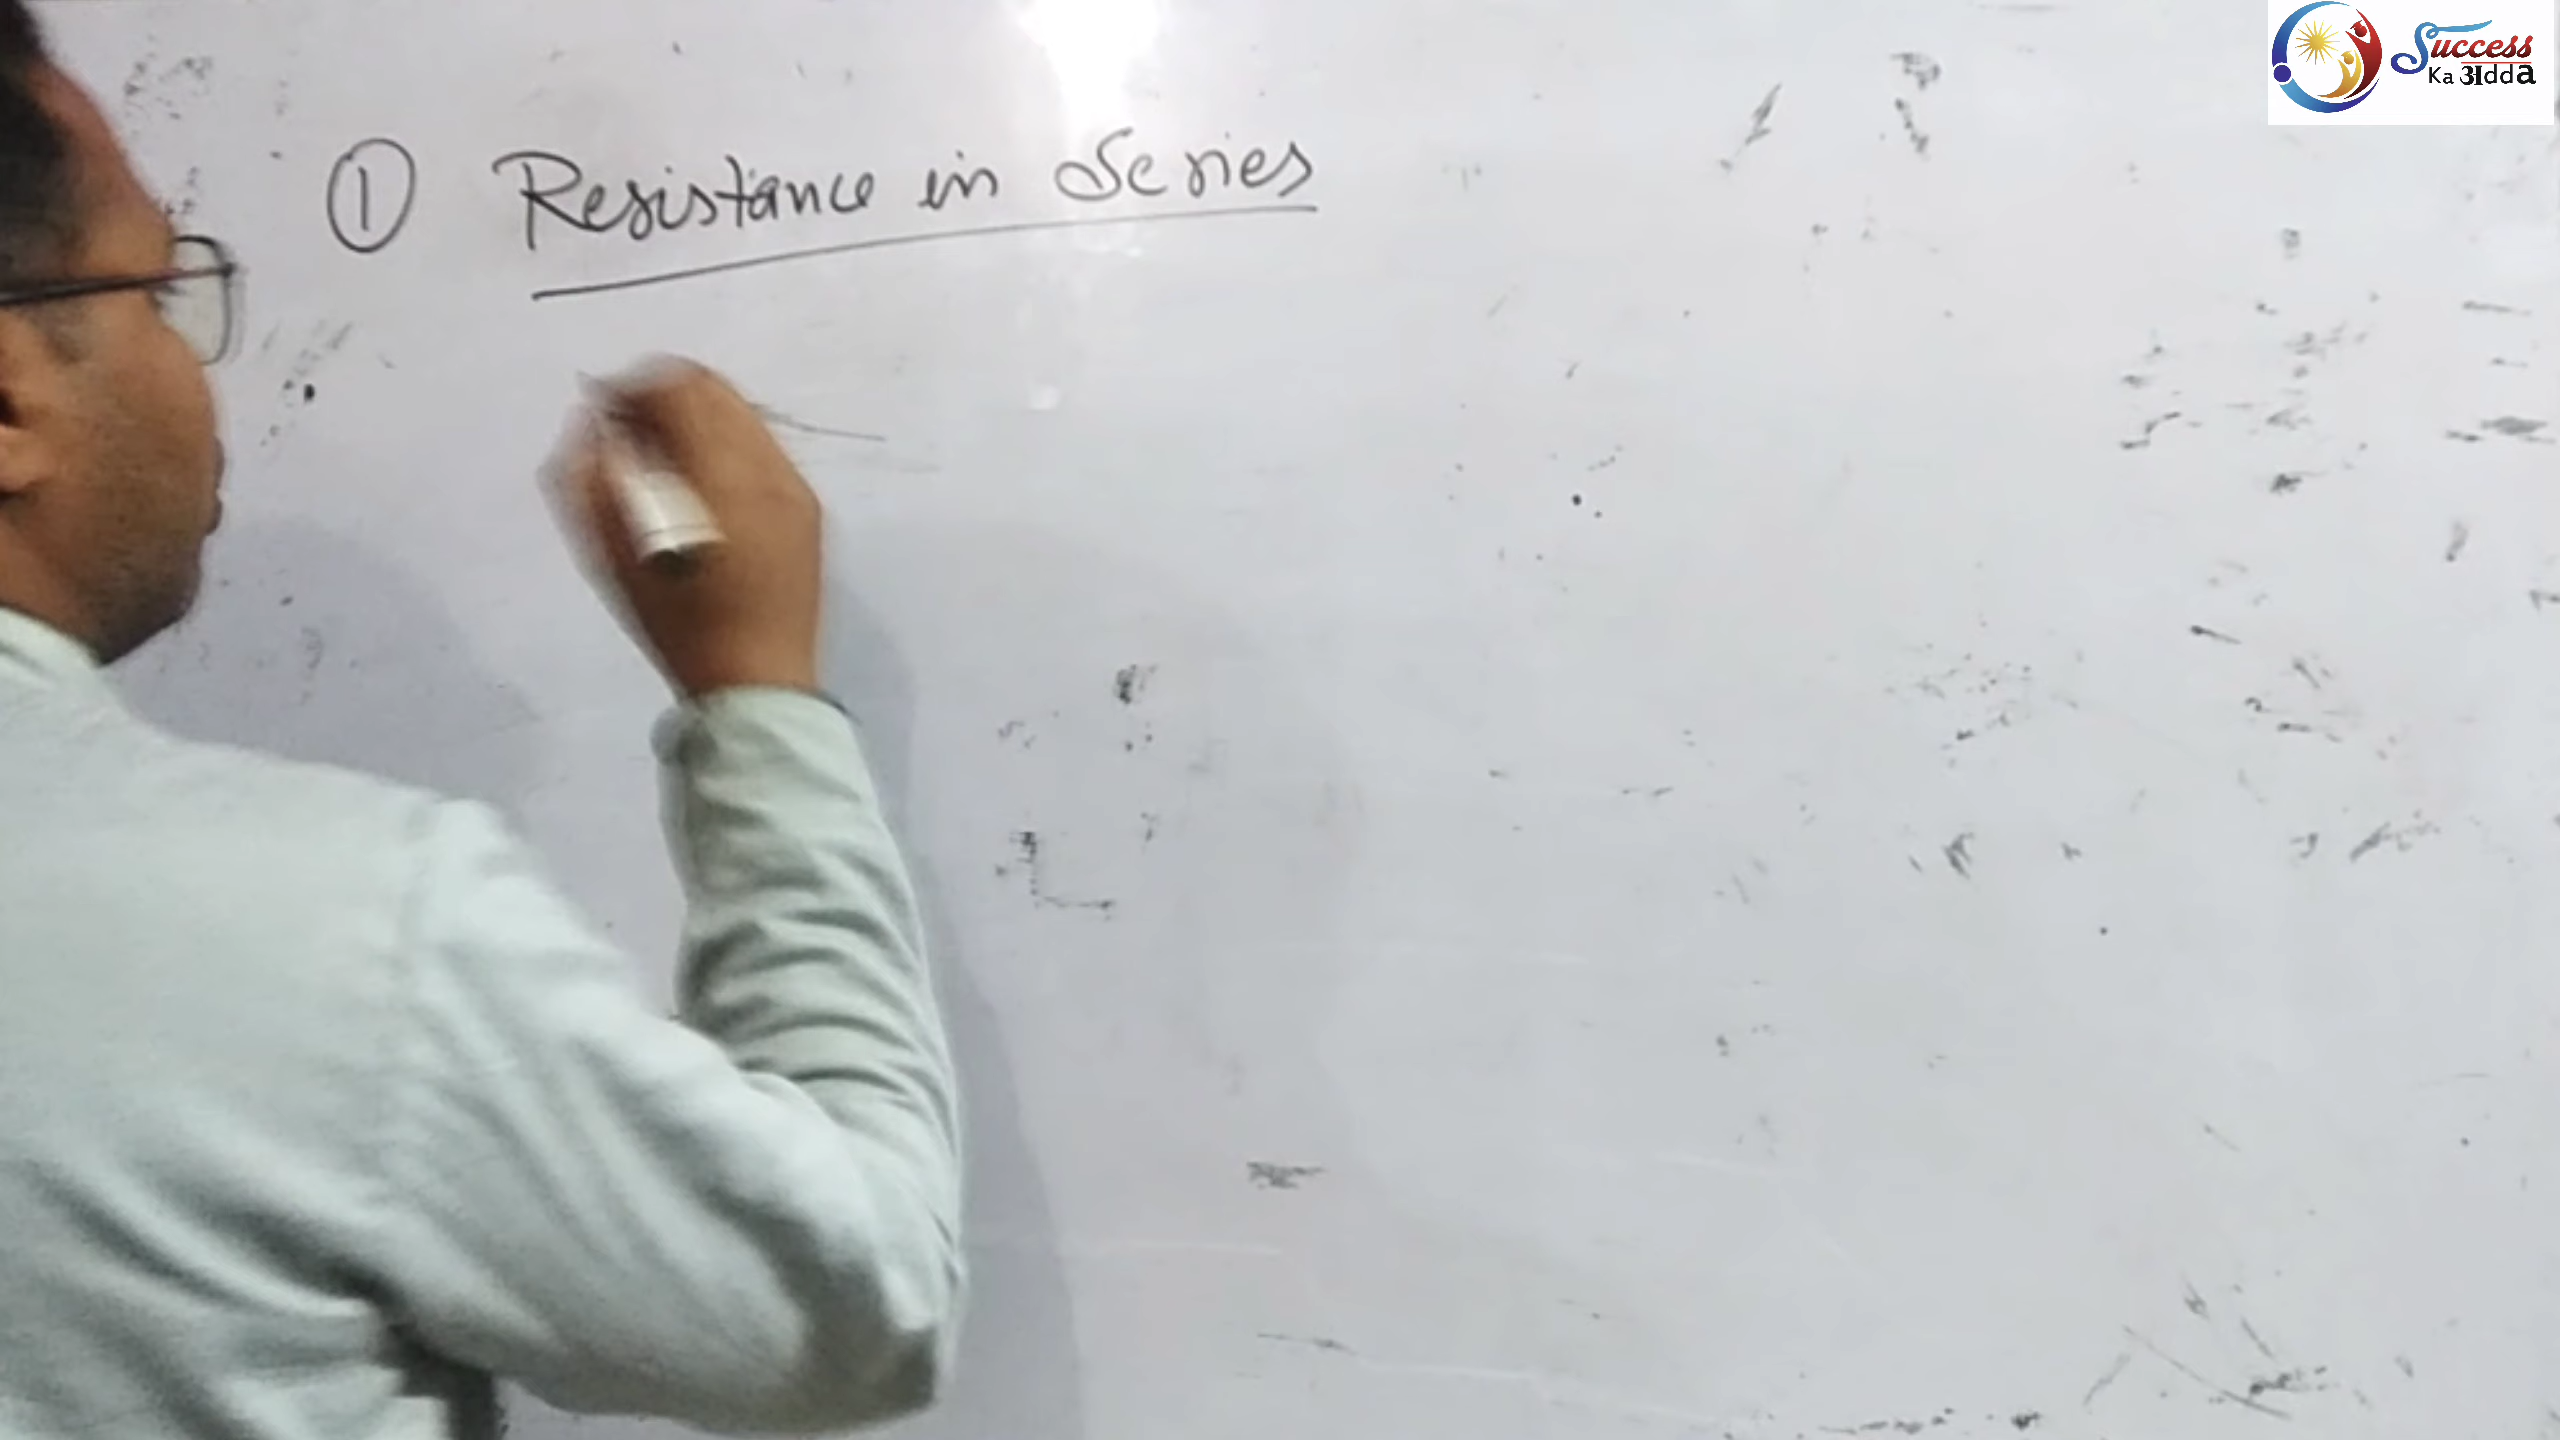 ① Resistance in Series
Success
Ka अdda